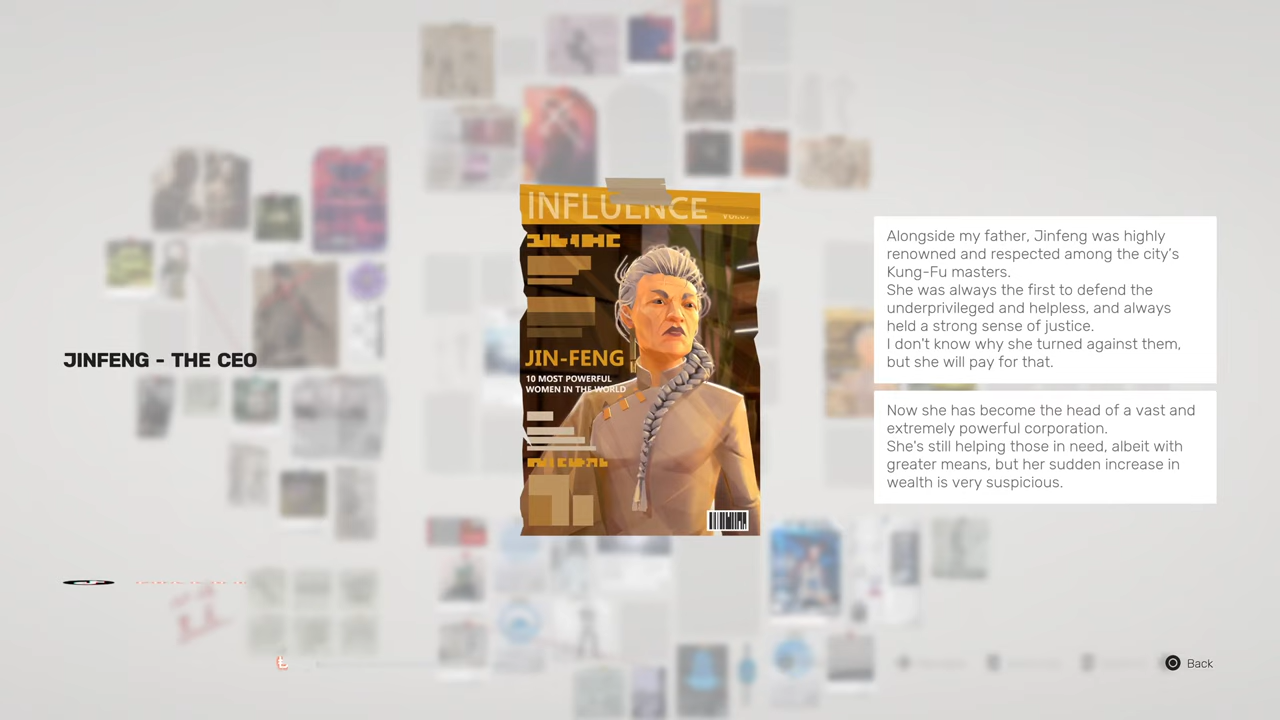 INFLUENCE
JIN-FENG
10 MOST POWERFUL
WOMEN IN THE WORLD
JINFENG - THE CEO
Alongside my father, Jinfeng was highly
renowned and respected among the city's
Kung-Fu masters.
She was always the first to defend the
underprivileged and helpless, and always
held a strong sense of justice.
I don't know why she turned against them,
but she will pay for that.
Now she has become the head of a vast and
extremely powerful corporation.
She's still helping those in need, albeit with
greater means, but her sudden increase in
wealth is very suspicious.
Back